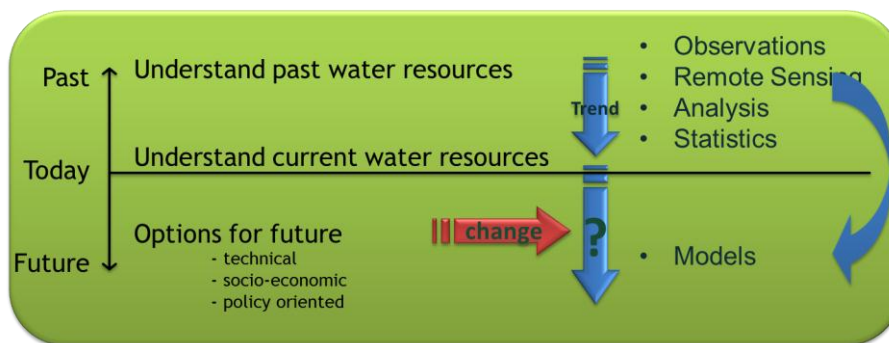 Past
Understand past water resources
Trend
• Observations
• Remote Sensing
• Analysis
• Statistics
Today
Understand current water resources
Future
Options for future
- technical
- socio-economic
- policy oriented
change
?
• Models